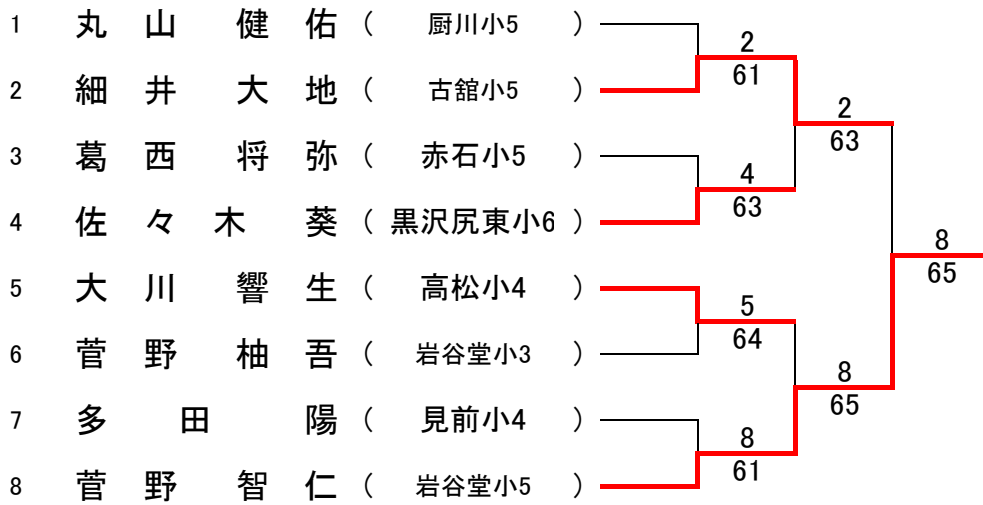 1 丸山 健佑 ( 厨川小5 )
2 細井 大地 ( 古舘小5 )
3 葛西 将弥 ( 赤石小5 )
4 佐々木 葵 ( 黒沢尻東小6 )
5 大川 響生 ( 高松小4 )
6 菅野 柚吾 ( 岩谷堂小3 )
7 多田 陽 ( 見前小4 )
8 菅野 智仁 ( 岩谷堂小5 )
2
61
4
63
5
64
8
61
2
63
8
65
8
65